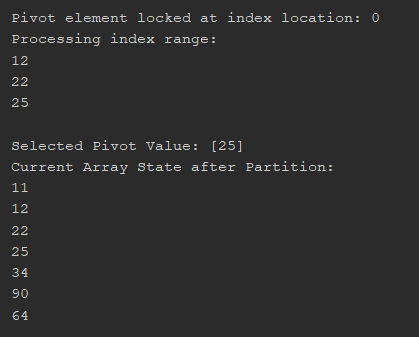 Pivot element locked at index location: 0
Processing index range:
12
22
25
Selected Pivot Value: [25]
Current Array State after Partition:
11
12
22
25
34
90
64